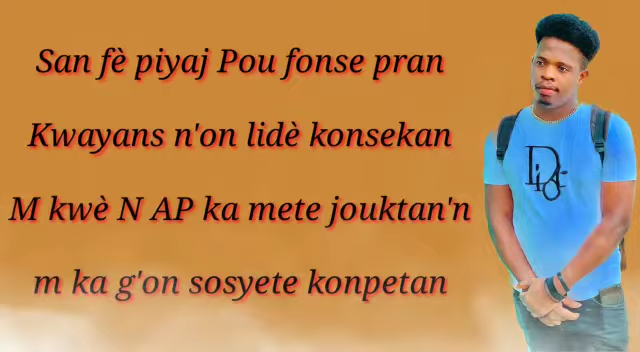 San fè piyaj Pou fonse pran
Kwayans n'on lidè konsekan
M kwè N AP ka mete jouktan'n
m ka g'on sosyete konpetan
Dior